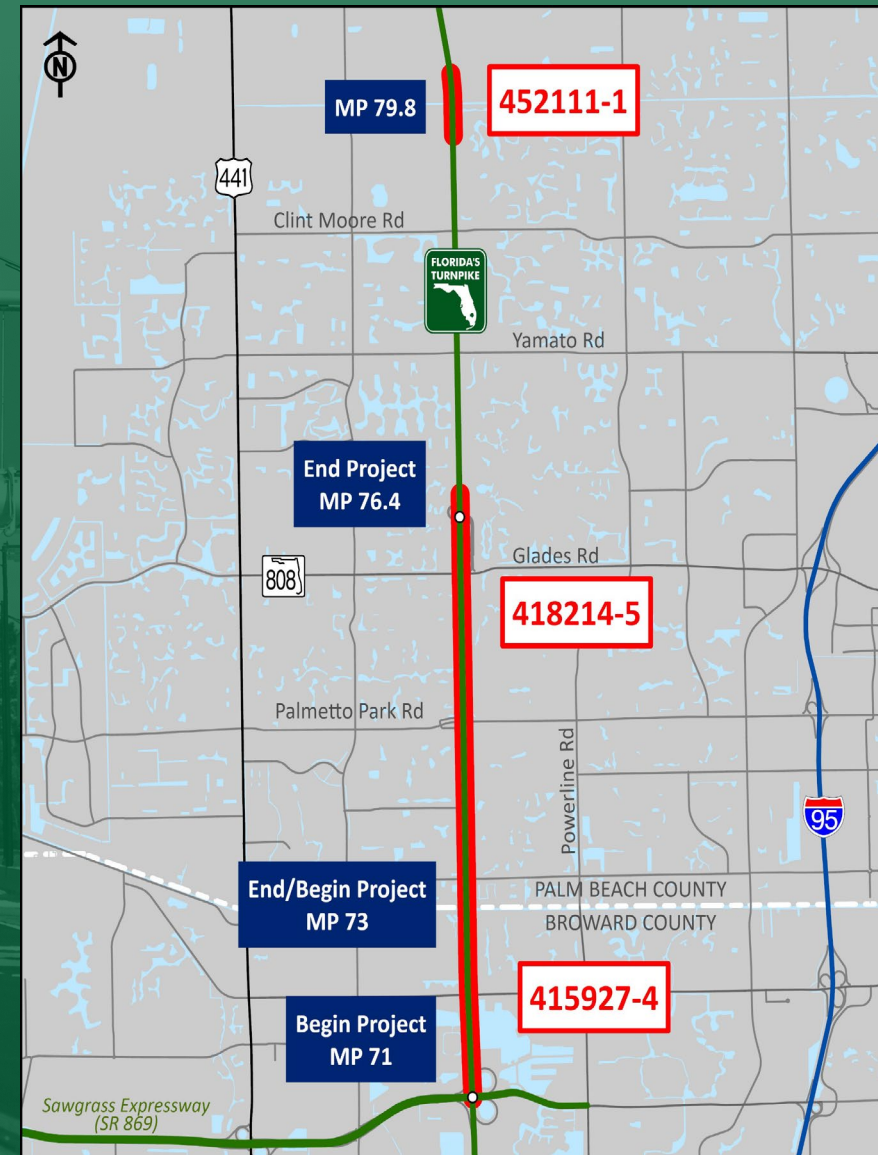 N
MP 79.8
452111-1
441
Clint Moore Rd
FLORIDA'S
TURNPIKE
Yamato Rd
End Project
MP 76.4
Glades Rd
808
418214-5
Palmetto Park Rd
Powerline Rd
95
End/Begin Project
MP 73
PALM BEACH COUNTY
BROWARD COUNTY
415927-4
Begin Project
MP 71
Sawgrass Expressway
(SR 869)